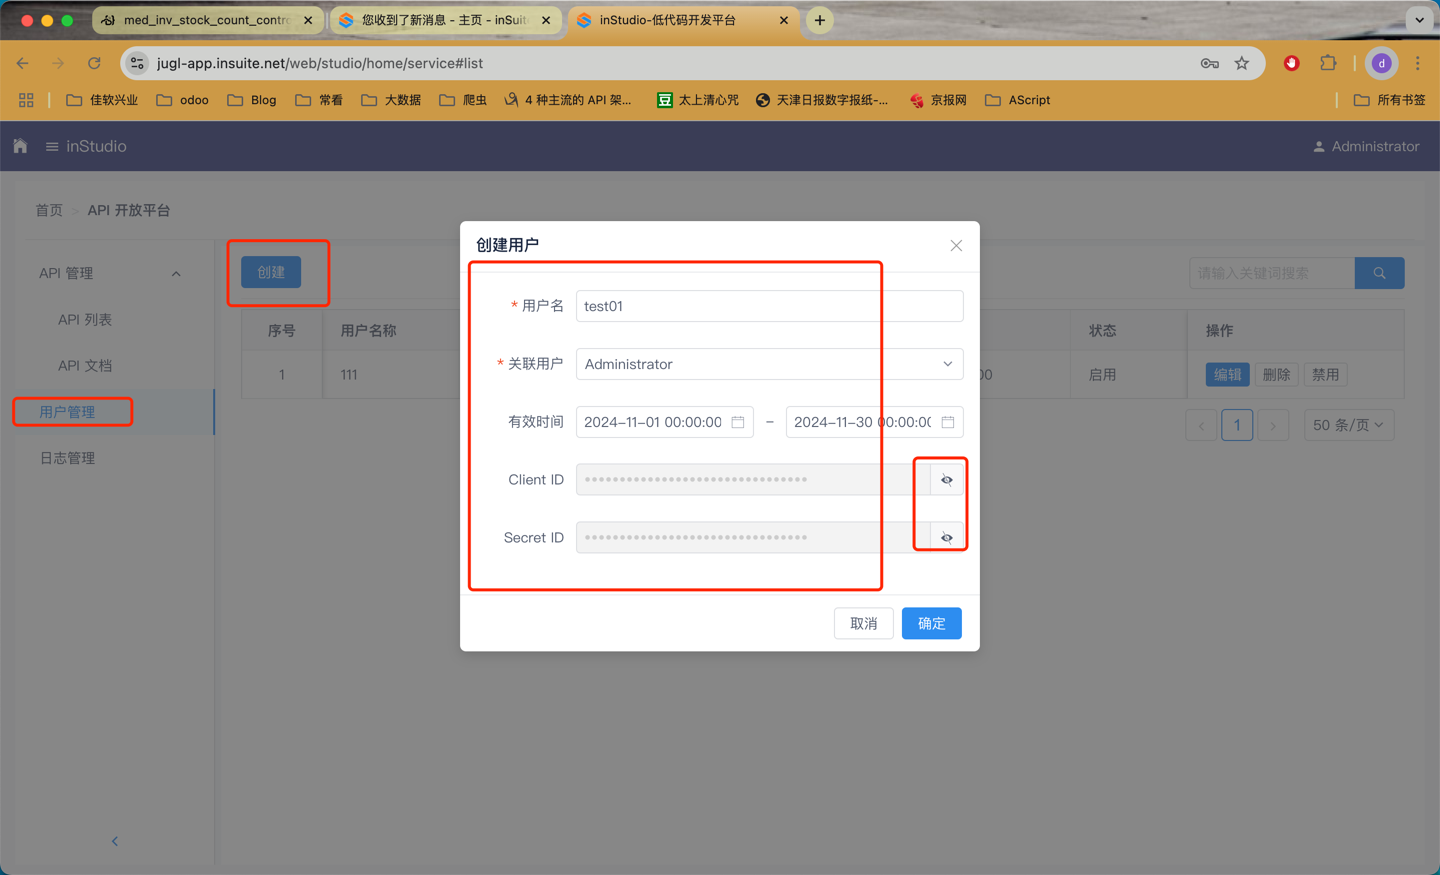 med_inv_stock_count_contr
您收到了新消息 - 主页 - inSuit
inStudio-低代码开发平台
jugl-app.insuite.net/web/studio/home/service#list
d
佳软兴业
odoo
Blog
常看
大数据
爬虫
4 种主流的 API 架...
豆
太上清心咒
天津日报数字报纸-...
京报网
AScript
所有书签
inStudio
Administrator
首页 > API 开放平台
API 管理
API 列表
API 文档
用户管理
日志管理
创建
请输入关键词搜索
序号 用户名称 状态 操作
1 111 00 启用 编辑 删除 禁用
< 1 > 50 条/页
创建用户
* 用户名 test01
* 关联用户 Administrator
有效时间 2024-11-01 00:00:00 - 2024-11-30 00:00:00
Client ID
Secret ID
取消 确定